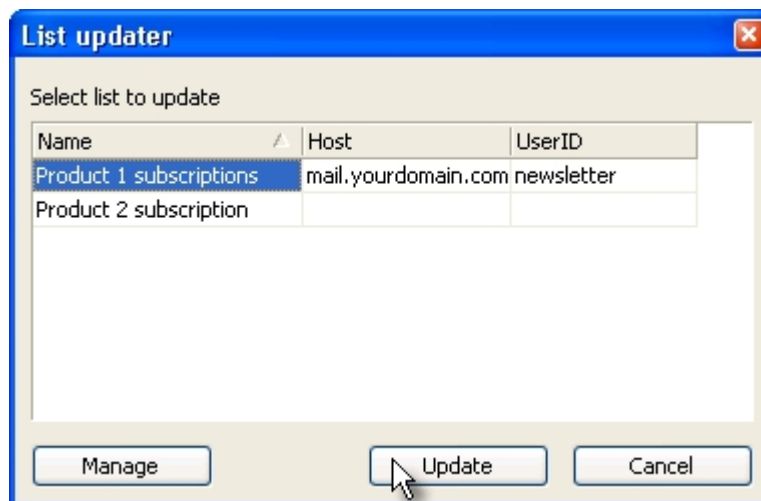 List updater
Select list to update
Name Host UserID
Product 1 subscriptions mail.yourdomain.com newsletter
Product 2 subscription
Manage Update Cancel